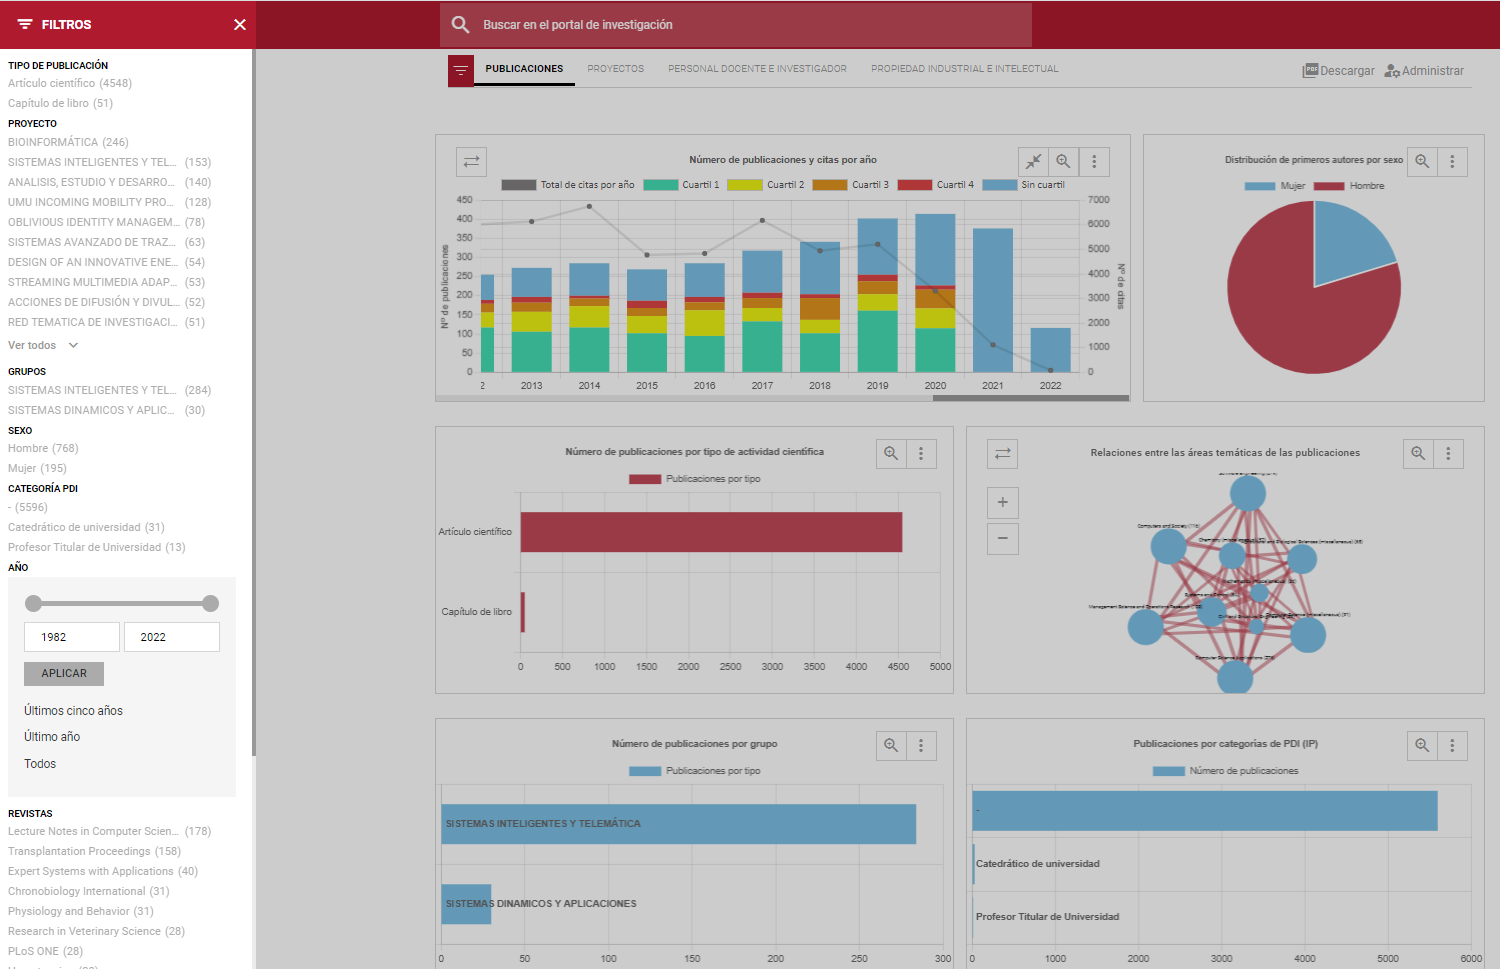 FILTROS
Buscar en el portal de investigación
TIPO DE PUBLICACIÓN
Artículo científico (4548)
Capítulo de libro (51)
PROYECTO
BIOINFORMÁTICA (246)
SISTEMAS INTELIGENTES Y TEL... (153)
ANALISIS, ESTUDIO Y DESARRO... (140)
UMU INCOMING MOBILITY PRO... (128)
OBLIVIOUS IDENTITY MANAGEM... (78)
SISTEMAS AVANZADO DE TRAZ... (63)
DESIGN OF AN INNOVATIVE ENE... (54)
STREAMING MULTIMEDIA ADAP... (53)
ACCIONES DE DIFUSIÓN Y DIVUL... (52)
RED TEMATICA DE INVESTIGACI... (51)
Ver todos
GRUPOS
SISTEMAS INTELIGENTES Y TEL... (284)
SISTEMAS DINAMICOS Y APLIC... (30)
SEXO
Hombre (768)
Mujer (195)
CATEGORÍA PDI
- (5596)
Catedrático de universidad (31)
Profesor Titular de Universidad (13)
AÑO
1982 2022
APLICAR
Últimos cinco años
Último año
Todos
REVISTAS
Lecture Notes in Computer Scien... (178)
Transplantation Proceedings (158)
Expert Systems with Applications (40)
Chronobiology International (31)
Physiology and Behavior (31)
Research in Veterinary Science (28)
PLoS ONE (28)
PUBLICACIONES PROYECTOS PERSONAL DOCENTE E INVESTIGADOR PROPIEDAD INDUSTRIAL E INTELECTUAL
PDF Descargar Administrar
Número de publicaciones y citas por año
Total de citas por año Cuartil 1 Cuartil 2 Cuartil 3 Cuartil 4 Sin cuartil
Nº de publicaciones
450
400
350
300
250
200
150
100
50
0
7000
6000
5000
4000
3000
2000
1000
0
Nº de citas
2 2013 2014 2015 2016 2017 2018 2019 2020 2021 2022
Distribución de primeros autores por sexo
Mujer Hombre
Número de publicaciones por tipo de actividad científica
Publicaciones por tipo
Artículo científico
Capítulo de libro
0 500 1000 1500 2000 2500 3000 3500 4000 4500 5000
Relaciones entre las áreas temáticas de las publicaciones
+
−
Computers and Society
Management Science and Operations Research
Computer Science Applications
Número de publicaciones por grupo
Publicaciones por tipo
SISTEMAS INTELIGENTES Y TELEMÁTICA
SISTEMAS DINAMICOS Y APLICACIONES
0 50 100 150 200 250 300
Publicaciones por categorías de PDI (IP)
Número de publicaciones
-
Catedrático de universidad
Profesor Titular de Universidad
0 1000 2000 3000 4000 5000 6000